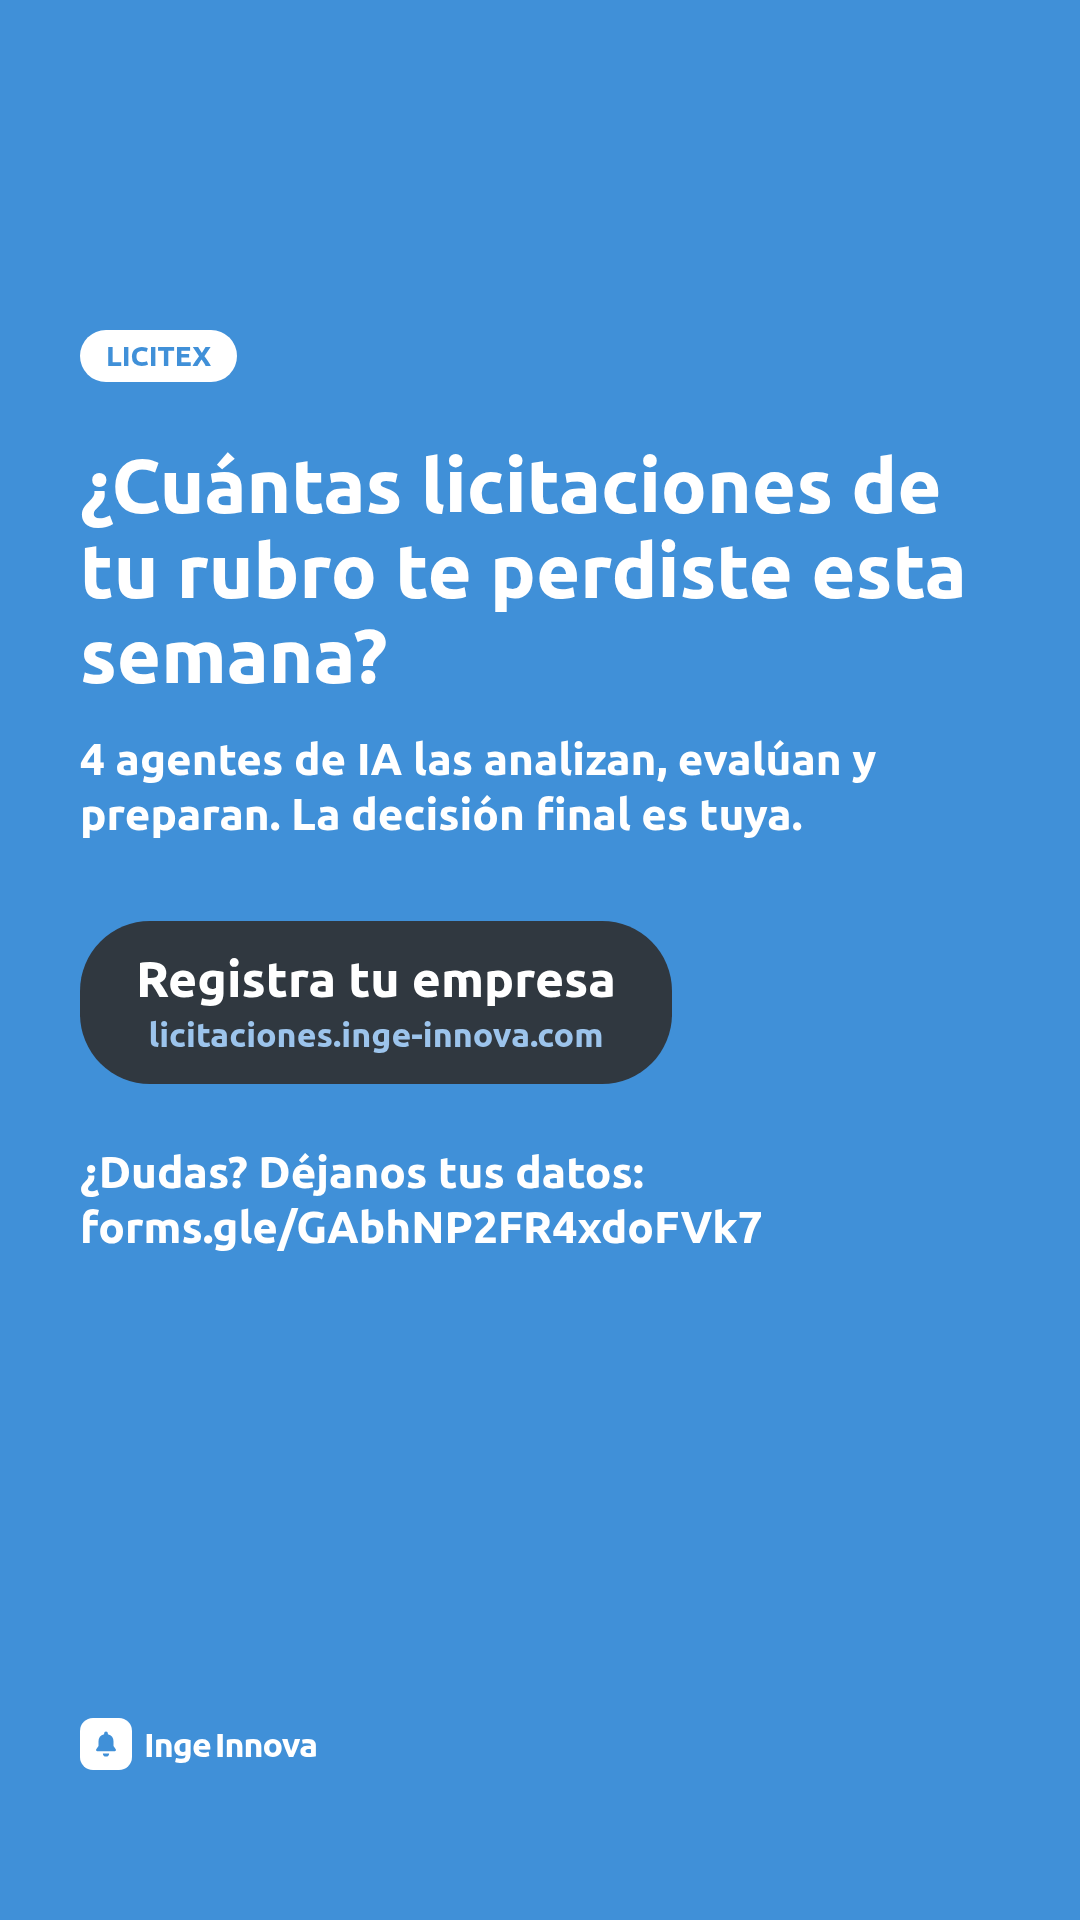 LICITEX
¿Cuántas licitaciones de
tu rubro te perdiste esta
semana?
4 agentes de IA las analizan, evalúan y
preparan. La decisión final es tuya.
Registra tu empresa
licitaciones.inge-innova.com
¿Dudas? Déjanos tus datos:
forms.gle/GAbhNP2FR4xdoFVk7
Inge Innova